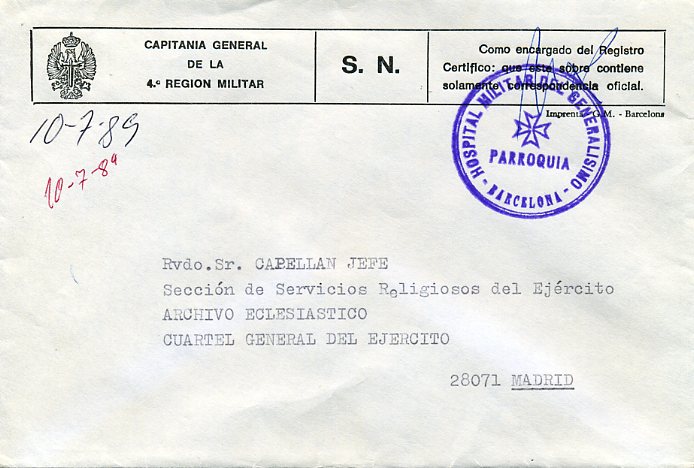 CAPITANIA GENERAL
DE LA
4.ª REGION MILITAR
S. N.
Como encargado del Registro
Certifico: que este sobre contiene
solamente correspondencia oficial.
Imprenta G.M. - Barcelona
10-7-89
10-7-89
HOSPITAL MILITAR DEL GENERALISIMO
PARROQUIA
- BARCELONA -
Rvdo.Sr. CAPELLAN JEFE
Sección de Servicios Religiosos del Ejército
ARCHIVO ECLESIASTICO
CUARTEL GENERAL DEL EJERCITO
28071 MADRID